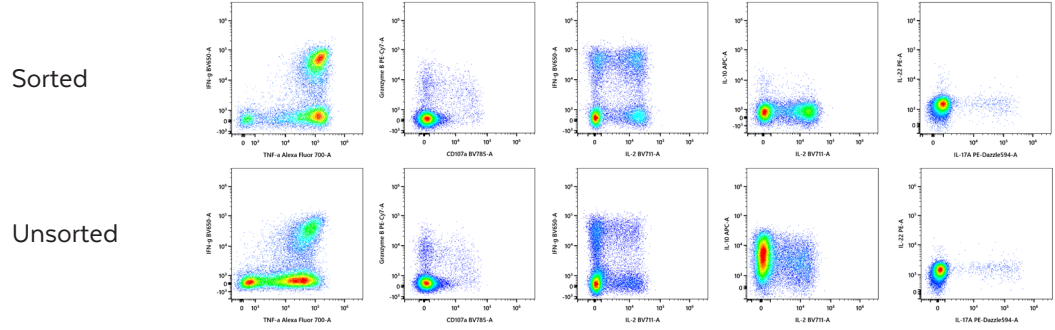 Sorted
IFN-g BV650-A
TNF-a Alexa Fluor 700-A
Granzyme B PE-Cy7-A
CD107a BV785-A
IFN-g BV650-A
IL-2 BV711-A
IL-10 APC-A
IL-2 BV711-A
IL-22 PE-A
IL-17A PE-Dazzle594-A
Unsorted
IFN-g BV650-A
TNF-a Alexa Fluor 700-A
Granzyme B PE-Cy7-A
CD107a BV785-A
IFN-g BV650-A
IL-2 BV711-A
IL-10 APC-A
IL-2 BV711-A
IL-22 PE-A
IL-17A PE-Dazzle594-A